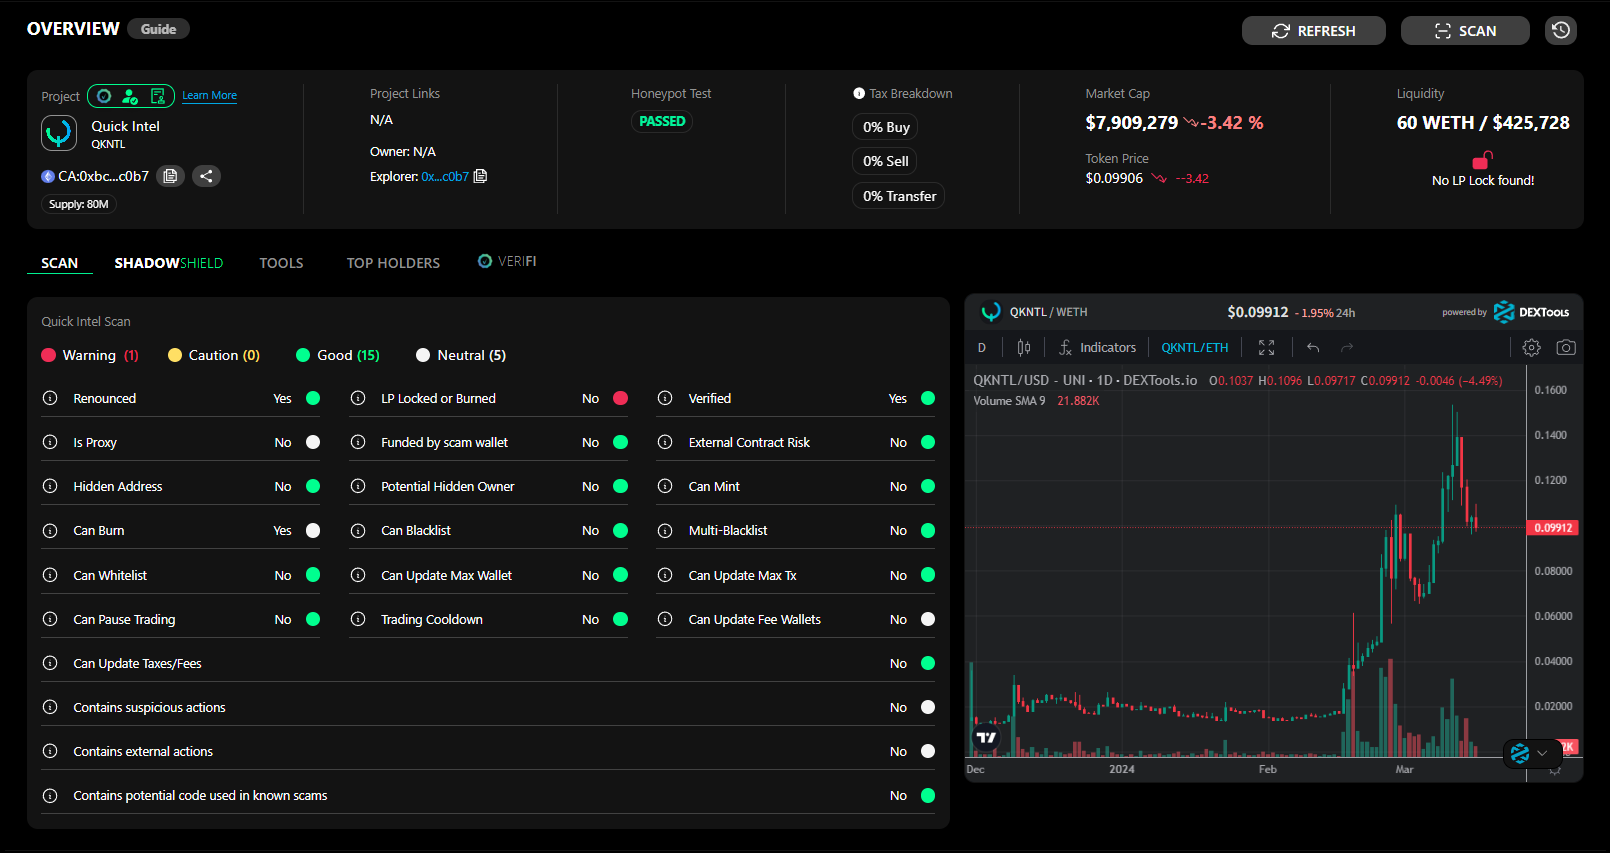 OVERVIEW Guide
REFRESH
SCAN
Project
Learn More
Quick Intel
QKNTL
CA:0xbc...c0b7
Supply: 80M
Project Links
N/A
Owner: N/A
Explorer: 0x...c0b7
Honeypot Test
PASSED
Tax Breakdown
0% Buy
0% Sell
0% Transfer
Market Cap
$7,909,279 -3.42 %
Token Price
$0.09906 --3.42
Liquidity
60 WETH / $425,728
No LP Lock found!
SCAN SHADOWSHIELD TOOLS TOP HOLDERS VERIFI
Quick Intel Scan
Warning (1) Caution (0) Good (15) Neutral (5)
Renounced Yes LP Locked or Burned No Verified Yes
Is Proxy No Funded by scam wallet No External Contract Risk No
Hidden Address No Potential Hidden Owner No Can Mint No
Can Burn Yes Can Blacklist No Multi-Blacklist No
Can Whitelist No Can Update Max Wallet No Can Update Max Tx No
Can Pause Trading No Trading Cooldown No Can Update Fee Wallets No
Can Update Taxes/Fees No
Contains suspicious actions No
Contains external actions No
Contains potential code used in known scams No
QKNTL / WETH $0.09912 - 1.95% 24h powered by DEXTools
D Indicators QKNTL/ETH
QKNTL/USD - UNI · 1D · DEXTools.io O0.1037 H0.1096 L0.09717 C0.09912 -0.0046 (-4.49%)
Volume SMA 9 21.882K
0.1600
0.1400
0.1200
0.09912
0.08000
0.06000
0.04000
0.02000
Dec 2024 Feb Mar